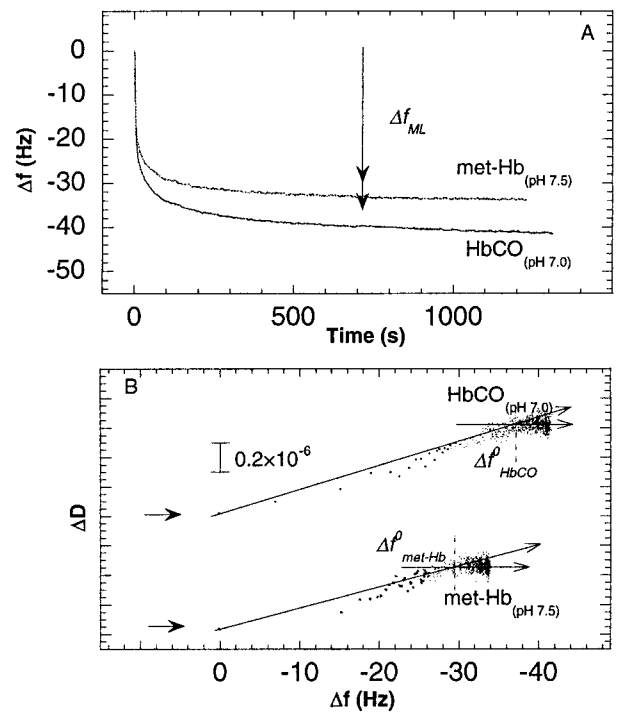 A
0
-10
-20
-30
-40
-50
Δf (Hz)
Δf_ML
met-Hb(pH 7.5)
HbCO(pH 7.0)
0 500 1000
Time (s)
B
HbCO(pH 7.0)
0.2×10⁻⁶
Δf⁰_HbCO
ΔD
Δf⁰_met-Hb
met-Hb(pH 7.5)
0 -10 -20 -30 -40
Δf (Hz)